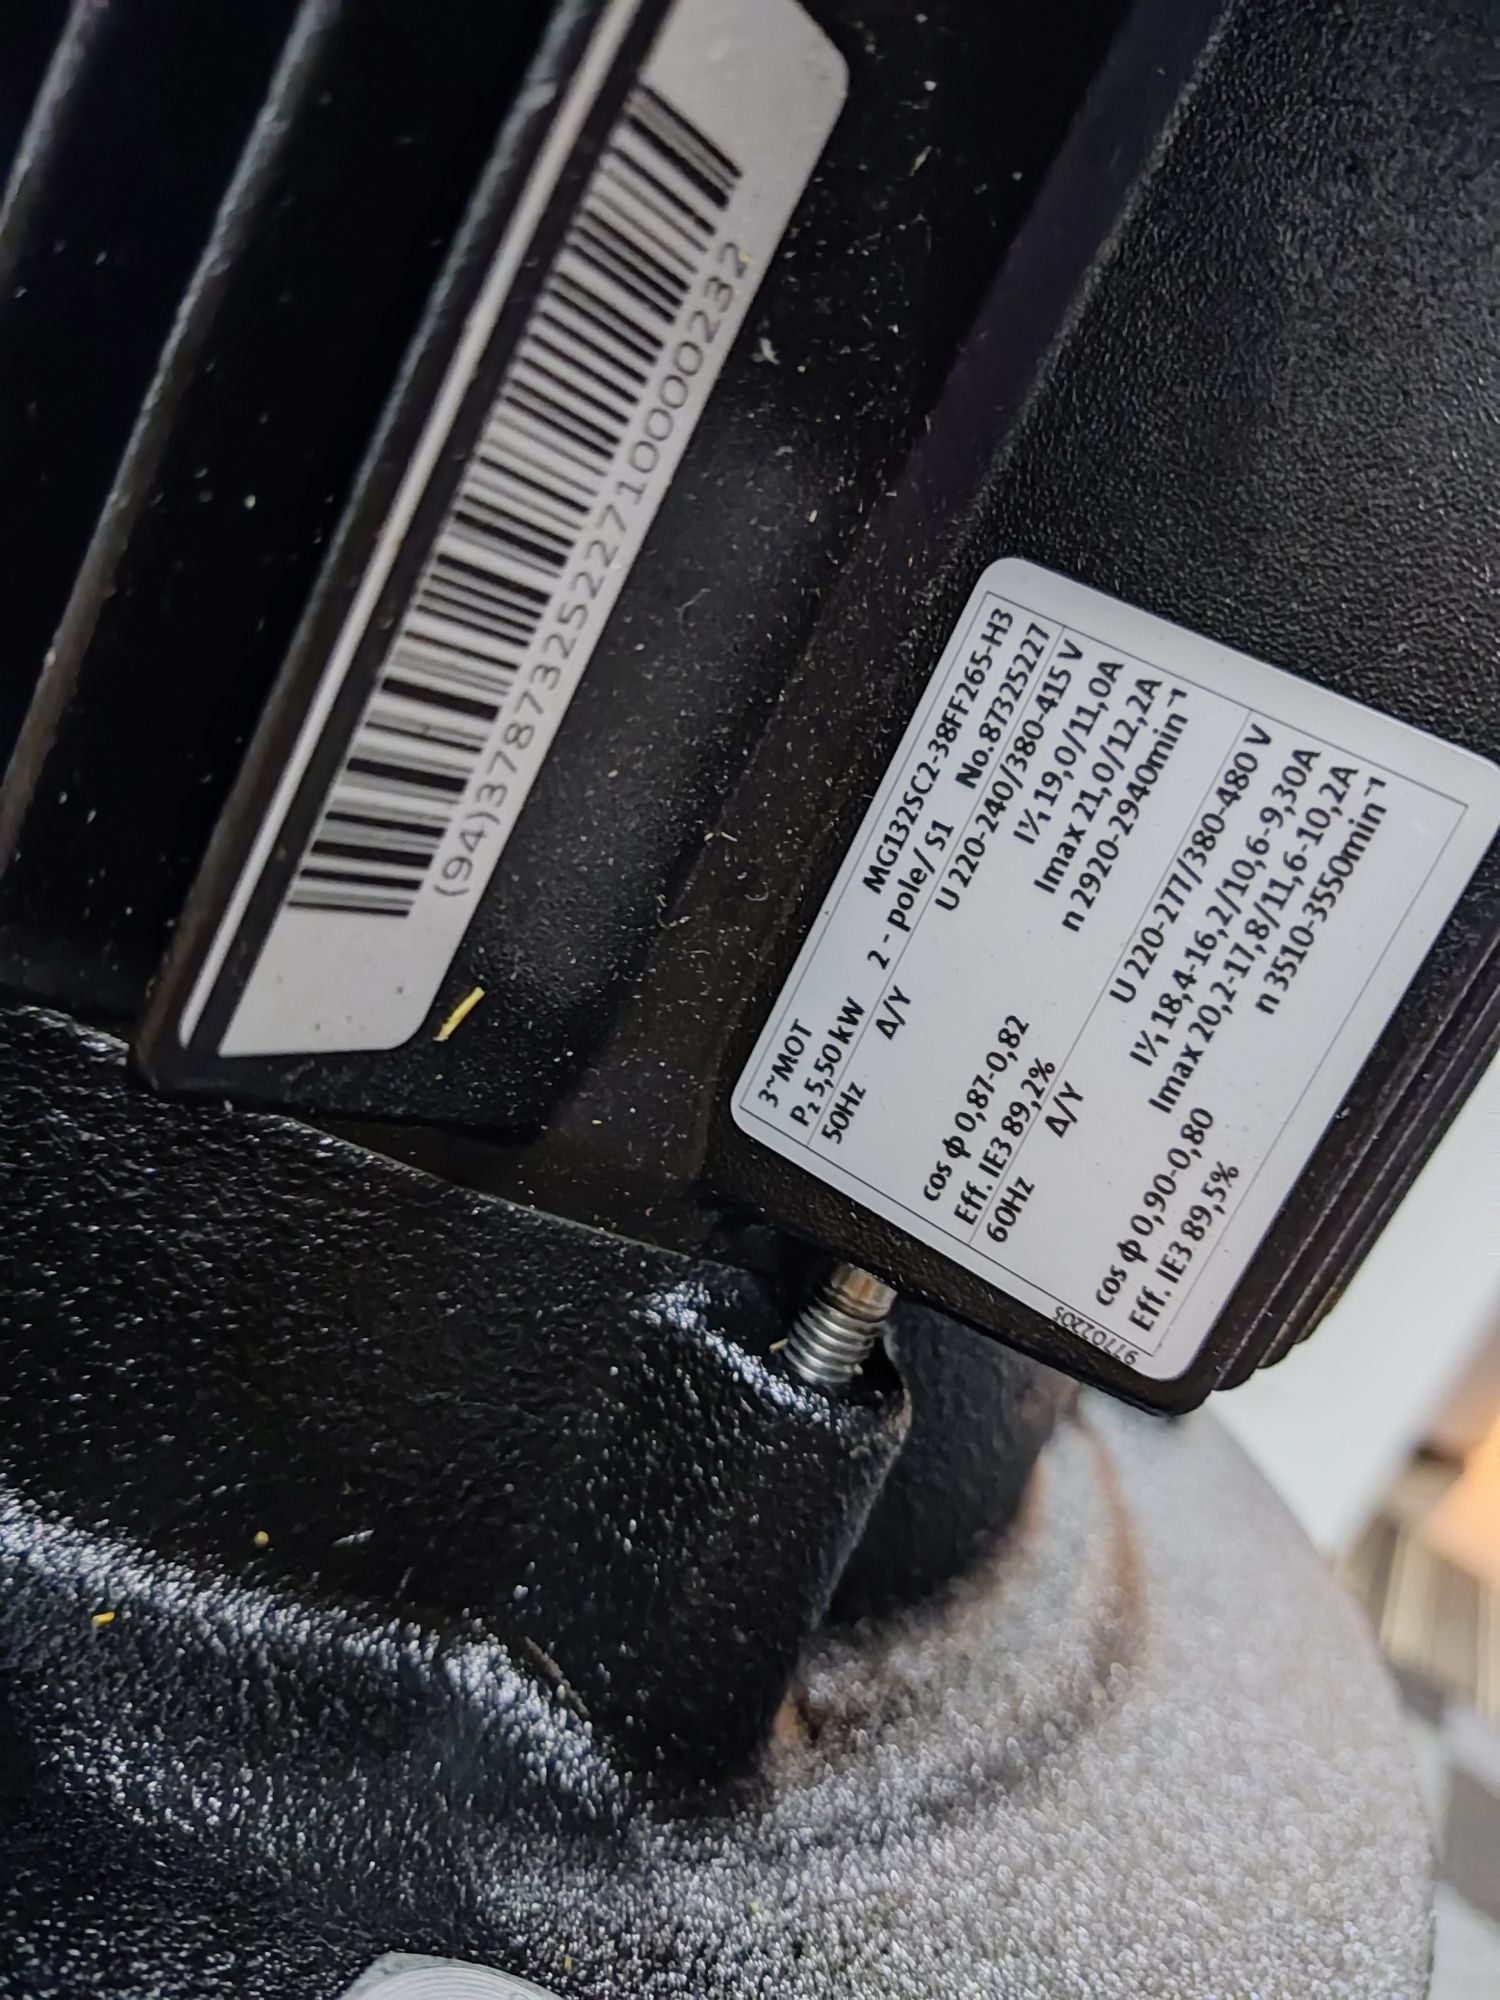 (94)3787325227100002​32
3~MOT MG132SC2-38FF265-H3
P₂ 5,50 kW 2 - pole/ S1 No.87325227
50Hz Δ/Y U 220-240/380-415 V
I¹/₁ 19,0/11,0A
Imax 21,0/12,2A
cos φ 0,87-0,82 n 2920-2940min⁻¹
Eff. IE3 89,2%
60Hz Δ/Y U 220-277/380-480 V
I¹/₁ 18,4-16,2/10,6-9,30A
Imax 20,2-17,8/11,6-10,2A
cos φ 0,90-0,80 n 3510-3550min⁻¹
Eff. IE3 89,5%
97702205